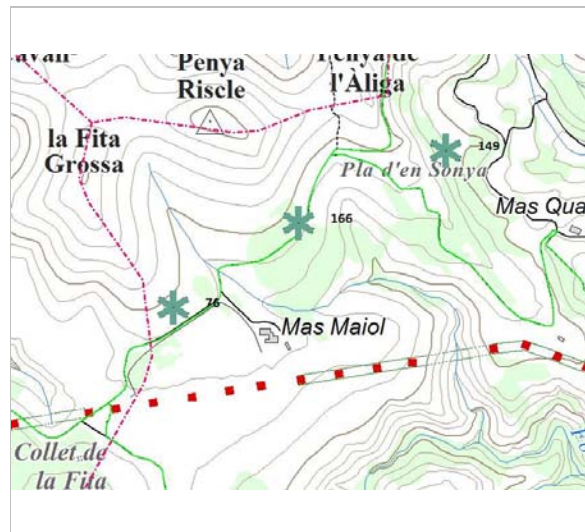 Penya
Riscle
l'Àliga
la Fita
Grossa
149
Pla d'en Sonya
Mas Qua
166
76
Mas Maiol
Collet de
la Fita